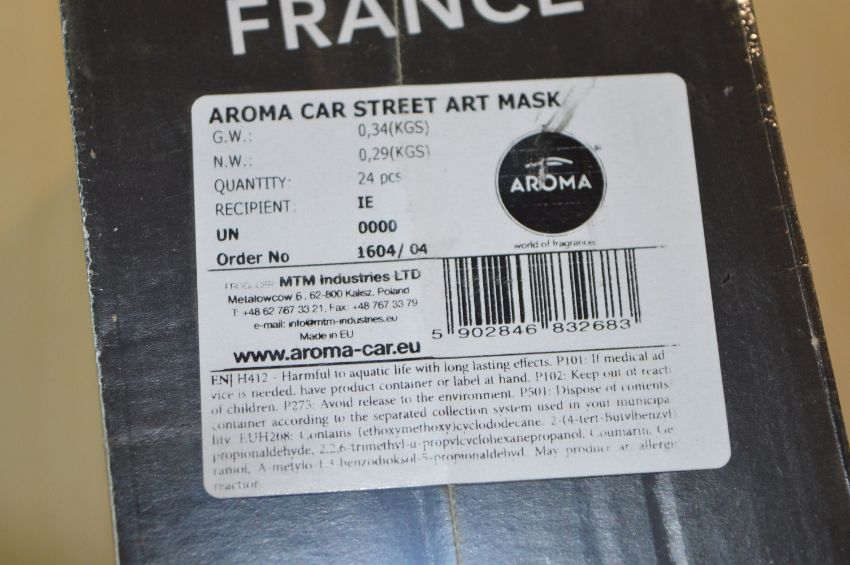 FRANCE
AROMA CAR STREET ART MASK
G.W.: 0,34(KGS)
N.W.: 0,29(KGS)
QUANTITY: 24 pcs
RECIPIENT: IE
UN 0000
Order No 1604/ 04
AROMA
world of fragrances
PRODUCER: MTM Industries LTD
Metalowcow 6 , 62-800 Kalisz, Poland
T: +48 62 767 33 21, Fax: +48 767 33 79
e-mail: info@mtm-industries.eu
Made in EU
www.aroma-car.eu
5 902846 832683
EN| H412 - Harmful to aquatic life with long lasting effects. P101: If medical ad
vice is needed, have product container or label at hand. P102: Keep out of reach
of children. P273: Avoid release to the environment. P501: Dispose of contents/
container according to the separated collection system used in your municipa
lity. EUH208: Contains (ethoxymethoxy)cyclododecane, 2-(4-tert-butylbenzyl)
propionaldehyde, 2,2,6-trimethyl-α-propylcyclohexanepropanol, Coumarin, Ge
raniol, A-metylo-1,3-benzodioksol-5-propionaldehyd. May produce an allergic
reaction.